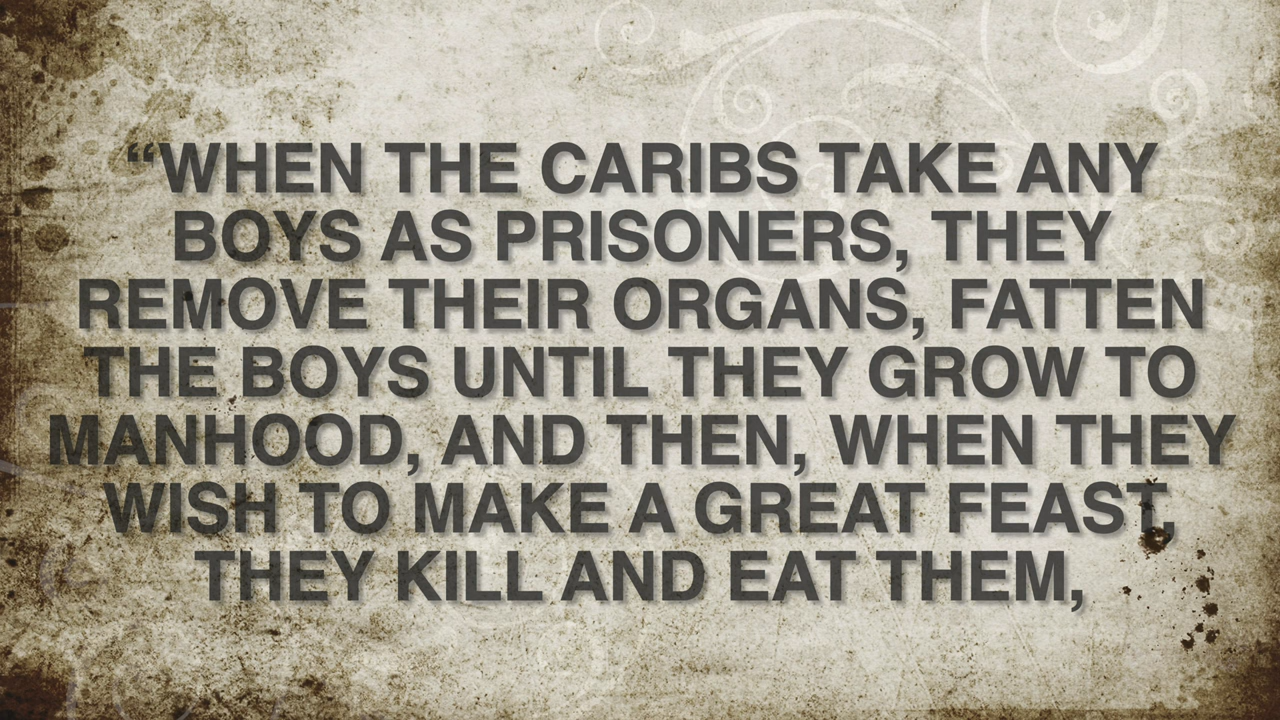 “WHEN THE CARIBS TAKE ANY
BOYS AS PRISONERS, THEY
REMOVE THEIR ORGANS, FATTEN
THE BOYS UNTIL THEY GROW TO
MANHOOD, AND THEN, WHEN THEY
WISH TO MAKE A GREAT FEAST,
THEY KILL AND EAT THEM,